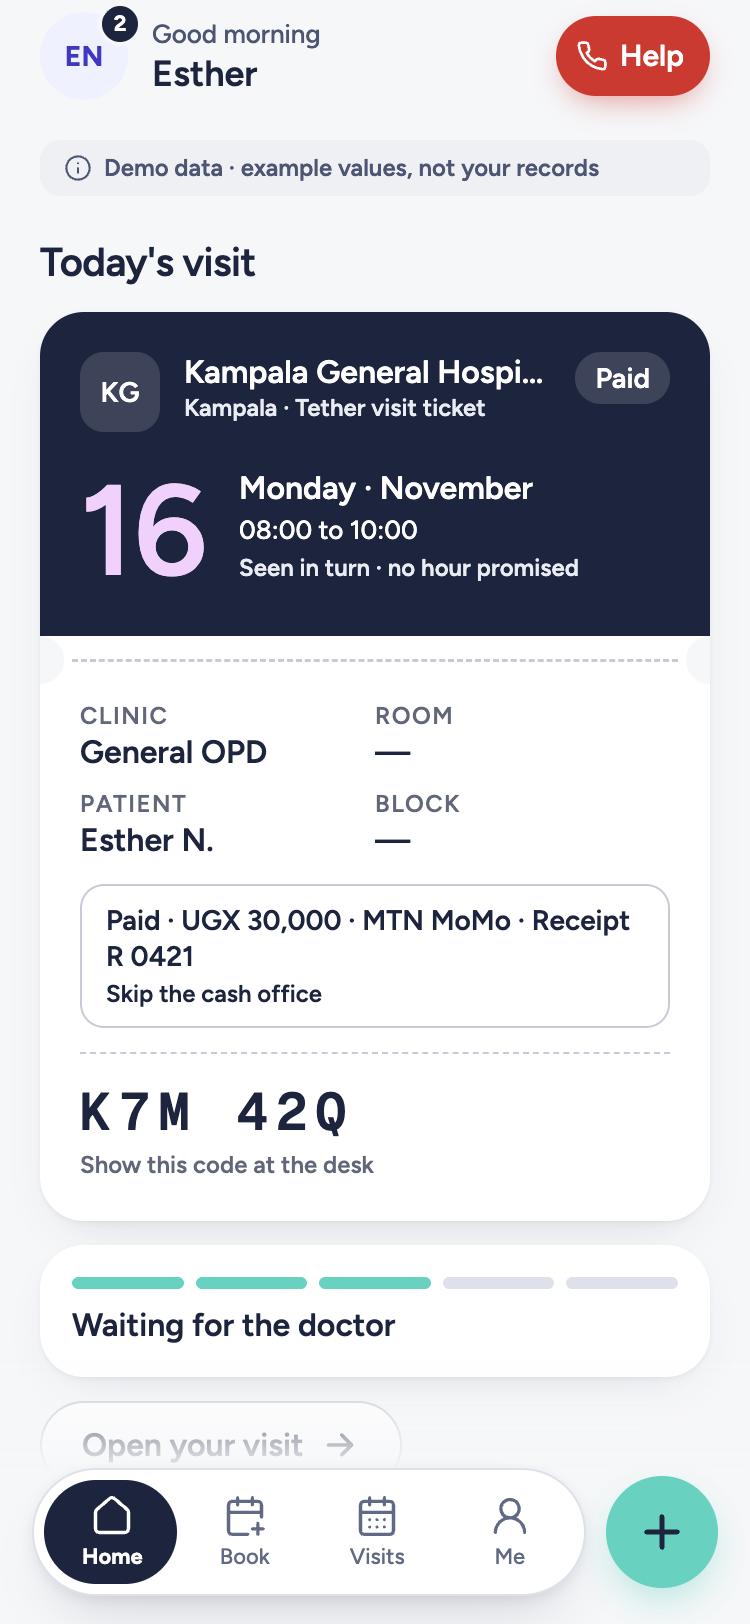 EN
2
Good morning
Esther
Help
Demo data · example values, not your records
Today's visit
KG
Kampala General Hospi...
Kampala · Tether visit ticket
Paid
16
Monday · November
08:00 to 10:00
Seen in turn · no hour promised
CLINIC
General OPD
ROOM
—
PATIENT
Esther N.
BLOCK
—
Paid · UGX 30,000 · MTN MoMo · Receipt
R 0421
Skip the cash office
K7M 42Q
Show this code at the desk
Waiting for the doctor
Open your visit →
Home
Book
Visits
Me
+